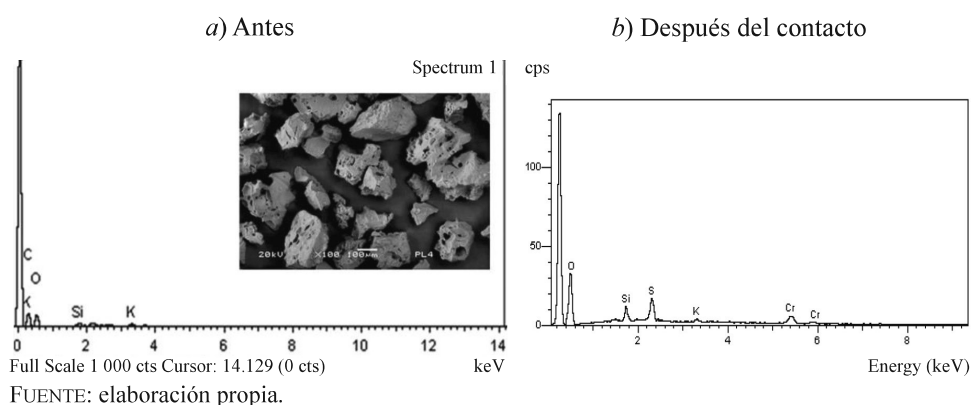 a) Antes
b) Después del contacto
Spectrum 1
cps
100
50
0
C
O
K
Si
K
20kV X100 100μm PL4
O
Si
S
K
Cr
Cr
0 2 4 6 8 10 12 14
2 4 6 8
Full Scale 1 000 cts Cursor: 14.129 (0 cts) keV
Energy (keV)
FUENTE: elaboración propia.